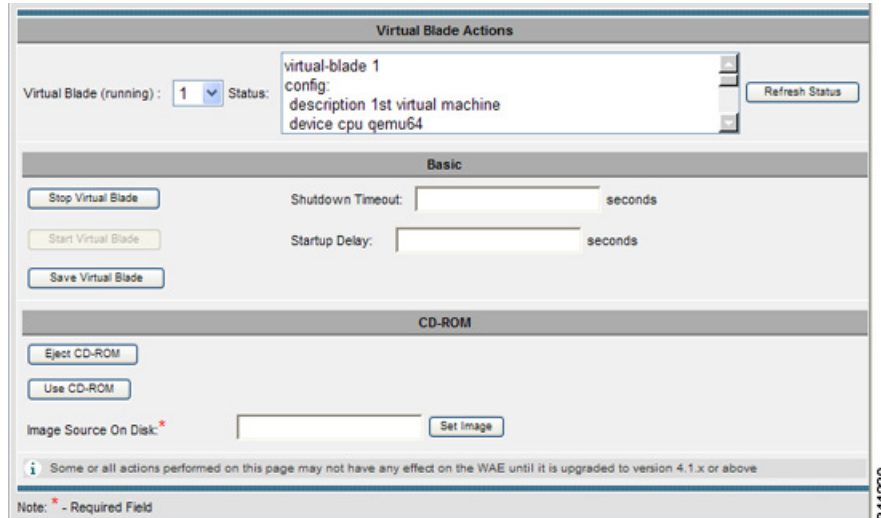 Virtual Blade Actions
Virtual Blade (running) : 1 Status:
virtual-blade 1
config:
description 1st virtual machine
device cpu qemu64
Refresh Status
Basic
Stop Virtual Blade Shutdown Timeout: seconds
Start Virtual Blade Startup Delay: seconds
Save Virtual Blade
CD-ROM
Eject CD-ROM
Use CD-ROM
Image Source On Disk:* Set Image
i Some or all actions performed on this page may not have any effect on the WAE until it is upgraded to version 4.1.x or above
Note: * - Required Field